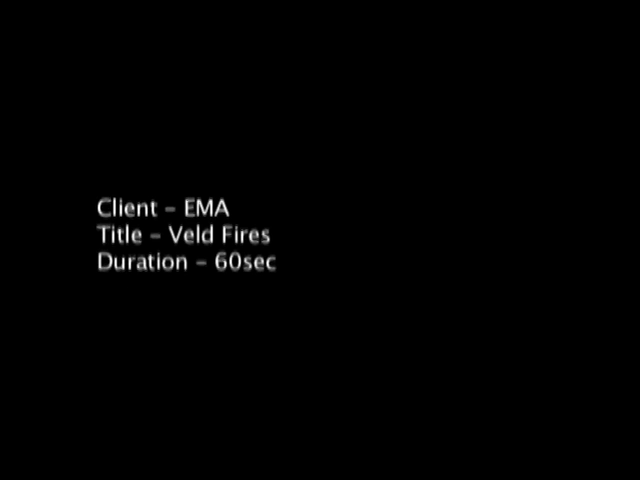 Client - EMA
Title - Veld Fires
Duration - 60sec